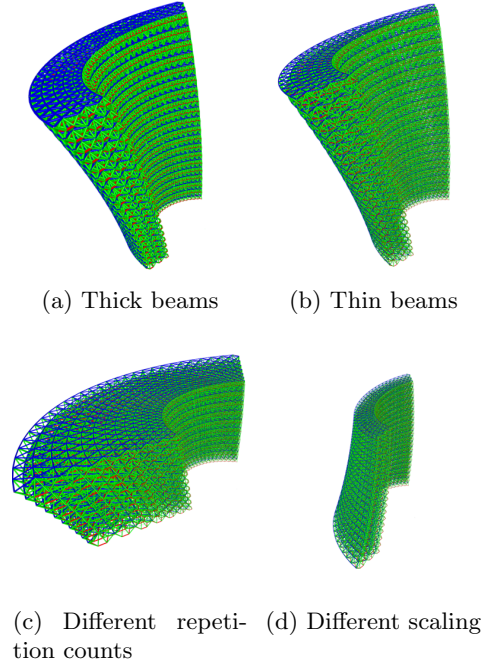 (a) Thick beams
(b) Thin beams
(c) Different repeti-
tion counts
(d) Different scaling